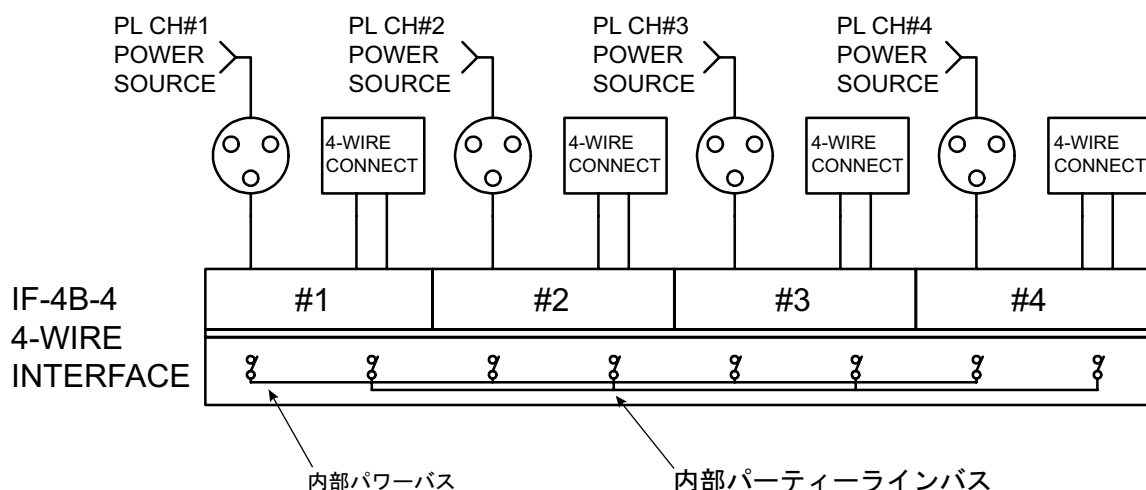 PL CH#1
POWER
SOURCE
PL CH#2
POWER
SOURCE
PL CH#3
POWER
SOURCE
PL CH#4
POWER
SOURCE
4-WIRE
CONNECT
4-WIRE
CONNECT
4-WIRE
CONNECT
4-WIRE
CONNECT
IF-4B-4
4-WIRE
INTERFACE
#1
#2
#3
#4
内部パワーバス
内部パーティーラインバス